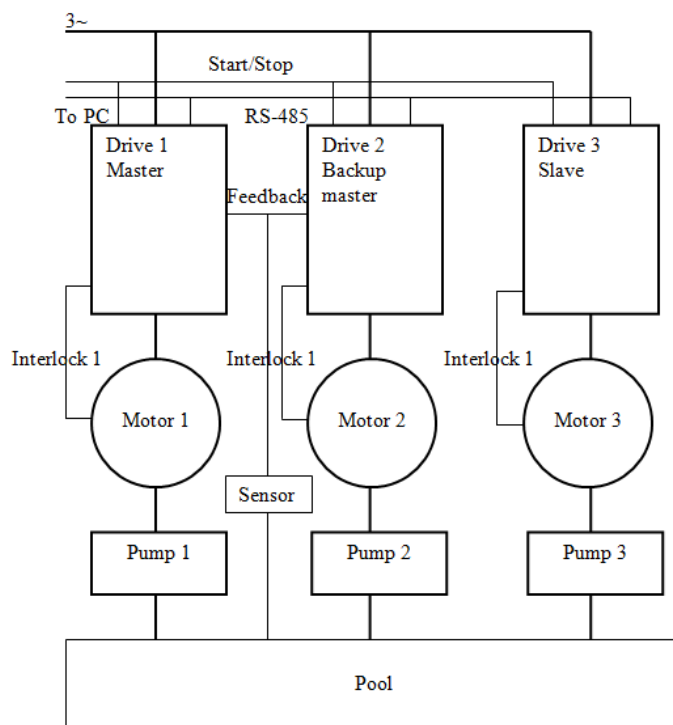 3~
Start/Stop
To PC
RS-485
Drive 1
Master
Drive 2
Backup
master
Drive 3
Slave
Feedback
Interlock 1
Interlock 1
Interlock 1
Motor 1
Motor 2
Motor 3
Sensor
Pump 1
Pump 2
Pump 3
Pool